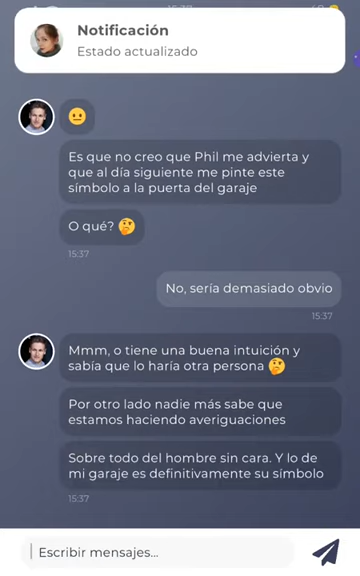 Notificación
Estado actualizado
😐
Es que no creo que Phil me advierta y
que al día siguiente me pinte este
símbolo a la puerta del garaje
O qué? 🤔
15:37
No, sería demasiado obvio
15:37
Mmm, o tiene una buena intuición y
sabía que lo haría otra persona 🤔
Por otro lado nadie más sabe que
estamos haciendo averiguaciones
Sobre todo del hombre sin cara. Y lo de
mi garaje es definitivamente su símbolo
15:37
Escribir mensajes...